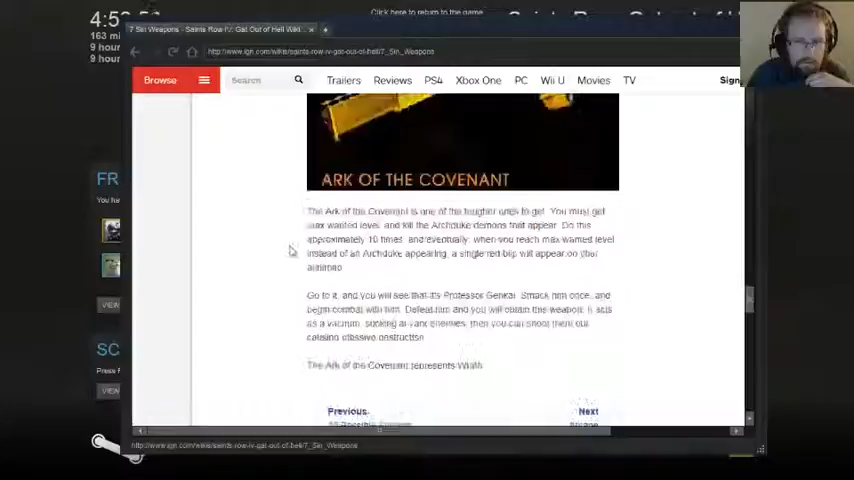 Click here to return to the game
163 mi
9 hour
9 hour
7 Sin Weapons - Saints Row IV: Gat Out of Hell Wiki
http://www.ign.com/wikis/saints-row-iv-gat-out-of-hell/7_Sin_Weapons
Browse Search Trailers Reviews PS4 Xbox One PC Wii U Movies TV Sign
ARK OF THE COVENANT
The Ark of the Covenant is one of the tougher ones to get. You must get
max wanted level, and kill the Archduke demons that appear. Do this
approximately 10 times, and eventually, when you reach max wanted level
instead of an Archduke appearing, a single red blip will appear on your
minimap.
Go to it, and you will see that it's Professor Genki. Smack him once, and
begin combat with him. Defeat him and you will obtain this weapon. It acts
as a vacuum, sucking all enemies, then you can shoot them out
causing massive destruction.
The Ark of the Covenant represents Wrath.
Previous Next
FR
You ha
VIEW
SC
Press F
VIEW
http://www.ign.com/wikis/saints-row-iv-gat-out-of-hell/7_Sin_Weapons